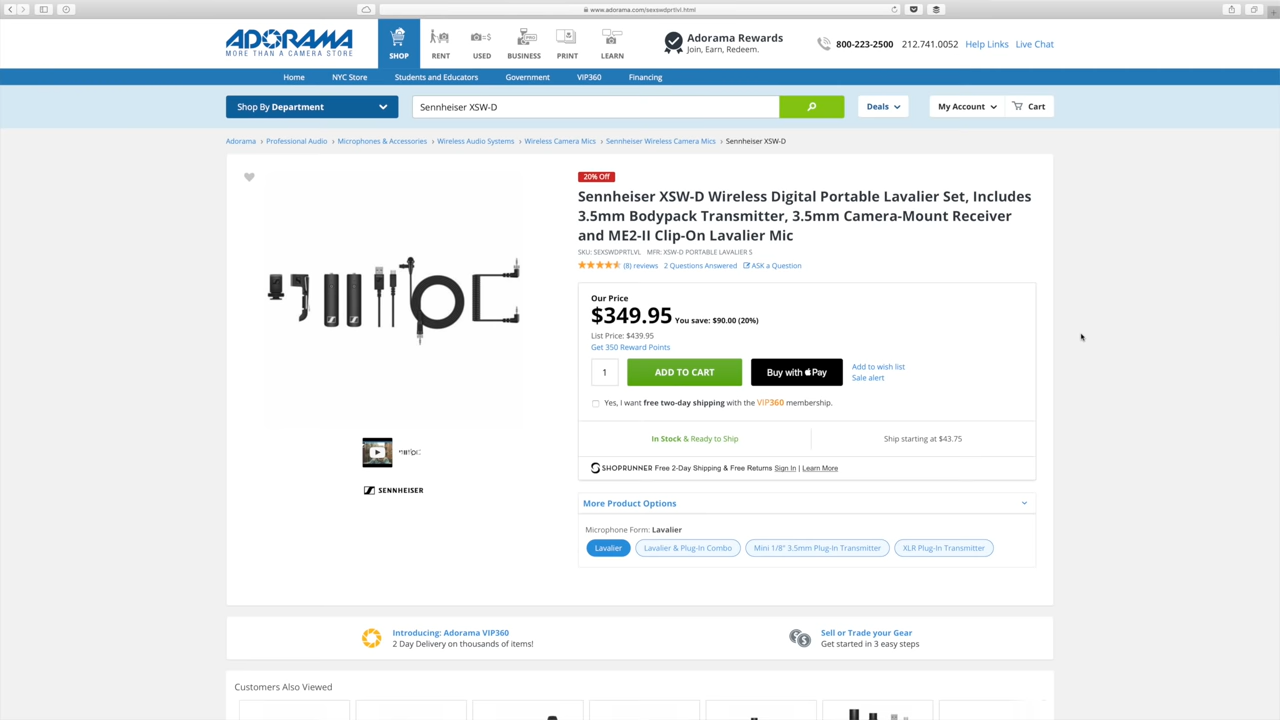 www.adorama.com/sexswdprtlvl.html
ADORAMA
MORE THAN A CAMERA STORE
SHOP
RENT
USED
BUSINESS
PRINT
LEARN
Adorama Rewards
Join, Earn, Redeem.
800-223-2500 212.741.0052 Help Links Live Chat
Home NYC Store Students and Educators Government VIP360 Financing
Shop By Department
Sennheiser XSW-D
Deals
My Account
Cart
Adorama › Professional Audio › Microphones & Accessories › Wireless Audio Systems › Wireless Camera Mics › Sennheiser Wireless Camera Mics › Sennheiser XSW-D
20% Off
Sennheiser XSW-D Wireless Digital Portable Lavalier Set, Includes
3.5mm Bodypack Transmitter, 3.5mm Camera-Mount Receiver
and ME2-II Clip-On Lavalier Mic
SKU: SEXSWDPRTLVL MFR: XSW-D PORTABLE LAVALIER S
(8) reviews 2 Questions Answered ASK a Question
Our Price
$349.95 You save: $90.00 (20%)
List Price: $439.95
Get 350 Reward Points
1
ADD TO CART
Buy with Pay
Add to wish list
Sale alert
Yes, I want free two-day shipping with the VIP360 membership.
In Stock & Ready to Ship
Ship starting at $43.75
SHOPRUNNER Free 2-Day Shipping & Free Returns Sign In | Learn More
SENNHEISER
More Product Options
Microphone Form: Lavalier
Lavalier
Lavalier & Plug-In Combo
Mini 1/8" 3.5mm Plug-In Transmitter
XLR Plug-In Transmitter
Introducing: Adorama VIP360
2 Day Delivery on thousands of items!
Sell or Trade your Gear
Get started in 3 easy steps
Customers Also Viewed